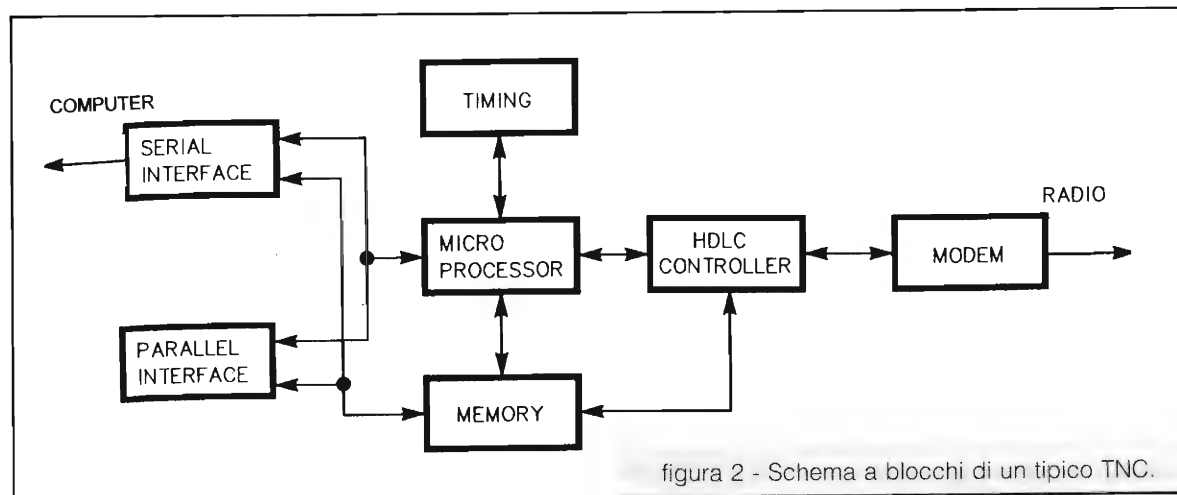 COMPUTER
SERIAL
INTERFACE
TIMING
MICRO
PROCESSOR
HDLC
CONTROLLER
RADIO
MODEM
PARALLEL
INTERFACE
MEMORY
figura 2 - Schema a blocchi di un tipico TNC.